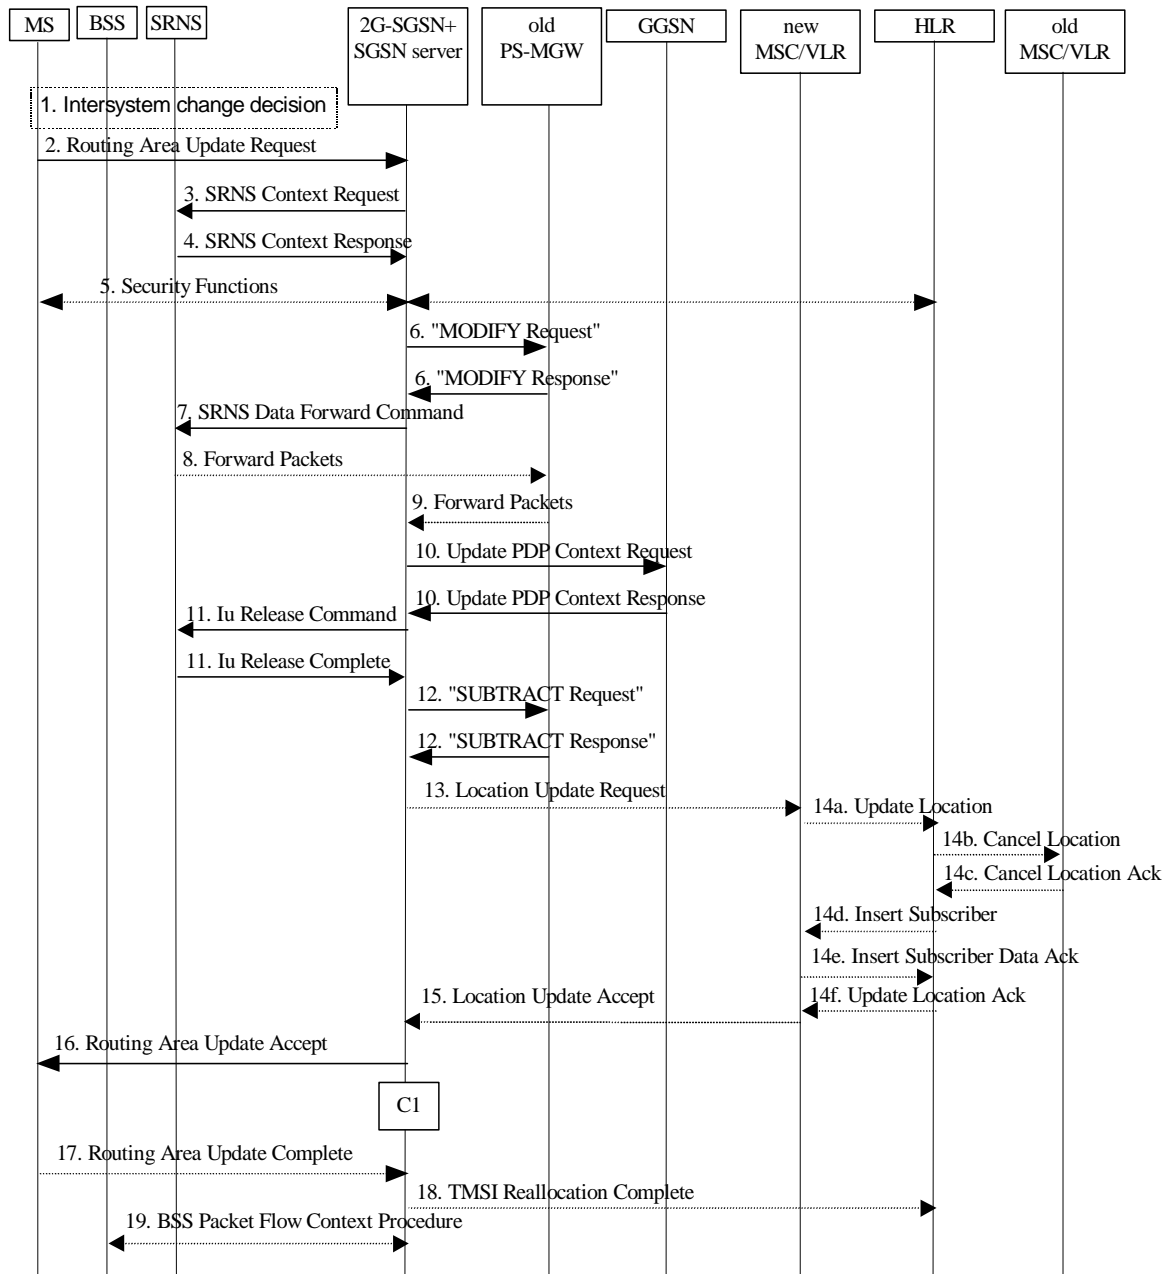 MS
BSS
SRNS
2G-SGSN+
SGSN server
old
PS-MGW
GGSN
new
MSC/VLR
HLR
old
MSC/VLR
1. Intersystem change decision
2. Routing Area Update Request
3. SRNS Context Request
4. SRNS Context Response
5. Security Functions
6. "MODIFY Request"
6. "MODIFY Response"
7. SRNS Data Forward Command
8. Forward Packets
9. Forward Packets
10. Update PDP Context Request
10. Update PDP Context Response
11. Iu Release Command
11. Iu Release Complete
12. "SUBTRACT Request"
12. "SUBTRACT Response"
13. Location Update Request
14a. Update Location
14b. Cancel Location
14c. Cancel Location Ack
14d. Insert Subscriber
14e. Insert Subscriber Data Ack
14f. Update Location Ack
15. Location Update Accept
16. Routing Area Update Accept
C1
17. Routing Area Update Complete
18. TMSI Reallocation Complete
19. BSS Packet Flow Context Procedure